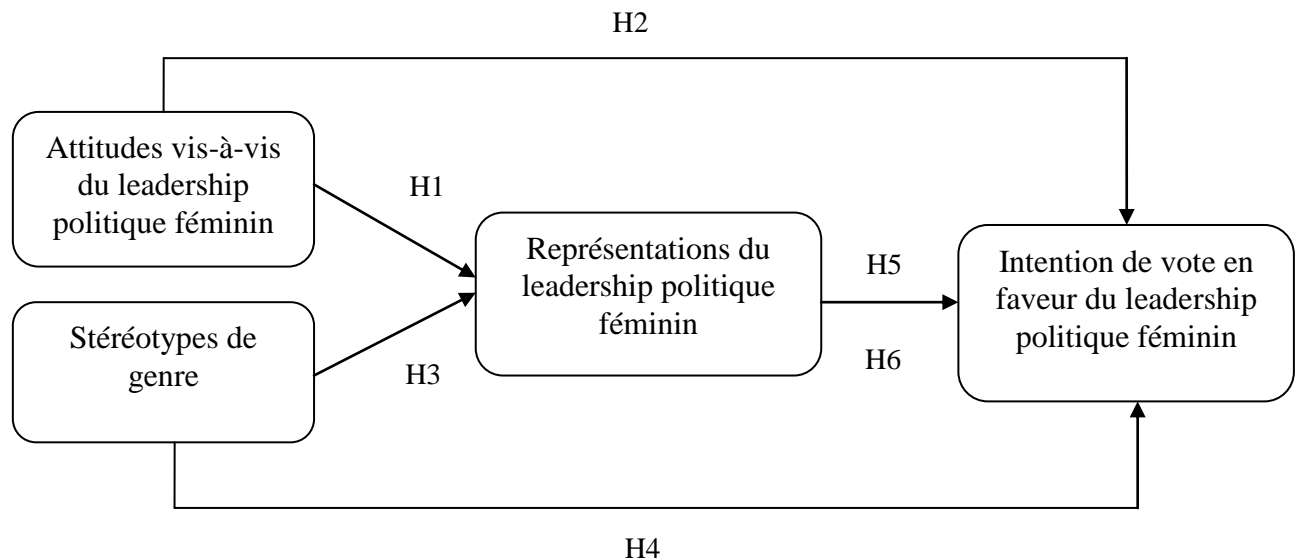 H2
Attitudes vis-à-vis
du leadership
politique féminin
H1
Représentations du
leadership politique
féminin
H5
Intention de vote en
faveur du leadership
politique féminin
Stéréotypes de
genre
H3
H6
H4